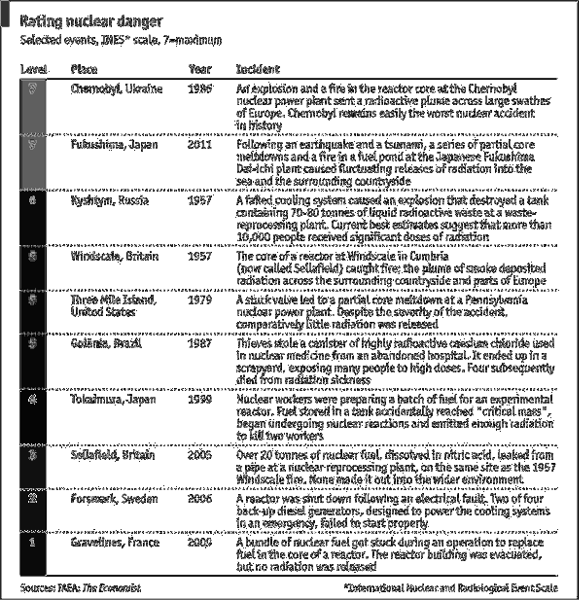 Rating nuclear danger
Selected events, INES* scale, 7=maximum
Level Place Year Incident
7 Chernobyl, Ukraine 1986 An explosion and a fire in the reactor core at the Chernobyl
nuclear power plant sent a radioactive plume across large swathes
of Europe. Chernobyl remains easily the worst nuclear accident
in history
7 Fukushima, Japan 2011 Following an earthquake and a tsunami, a series of partial core
meltdowns and a fire in a fuel pond at the Japanese Fukushima
Dai-ichi plant caused fluctuating releases of radiation into the
sea and the surrounding countryside
6 Kyshtym, Russia 1957 A failed cooling system caused an explosion that destroyed a tank
containing 70-80 tonnes of liquid radioactive waste at a waste-
reprocessing plant. Current best estimates suggest that more than
10,000 people received significant doses of radiation
5 Windscale, Britain 1957 The core of a reactor at Windscale in Cumbria
(now called Sellafield) caught fire; the plume of smoke deposited
radiation across the surrounding countryside and parts of Europe
5 Three Mile Island, 1979 A stuck valve led to a partial core meltdown at a Pennsylvania
United States nuclear power plant. Despite the severity of the accident,
comparatively little radiation was released
5 Goiânia, Brazil 1987 Thieves stole a canister of highly radioactive caesium chloride used
in nuclear medicine from an abandoned hospital. It ended up in a
scrapyard, exposing many people to high doses. Four subsequently
died from radiation sickness
4 Tokaimura, Japan 1999 Nuclear workers were preparing a batch of fuel for an experimental
reactor. Fuel stored in a tank accidentally reached "critical mass",
began undergoing nuclear reactions and emitted enough radiation
to kill two workers
3 Sellafield, Britain 2005 Over 20 tonnes of nuclear fuel, dissolved in nitric acid, leaked from
a pipe at a nuclear-reprocessing plant, on the same site as the 1957
Windscale fire. None made it out into the wider environment
2 Forsmark, Sweden 2006 A reactor was shut down following an electrical fault. Two of four
back-up diesel generators, designed to power the cooling systems
in an emergency, failed to start properly
1 Gravelines, France 2009 A bundle of nuclear fuel got stuck during an operation to replace
fuel in the core of a reactor. The reactor building was evacuated,
but no radiation was released
Sources: IAEA; The Economist *International Nuclear and Radiological Event Scale